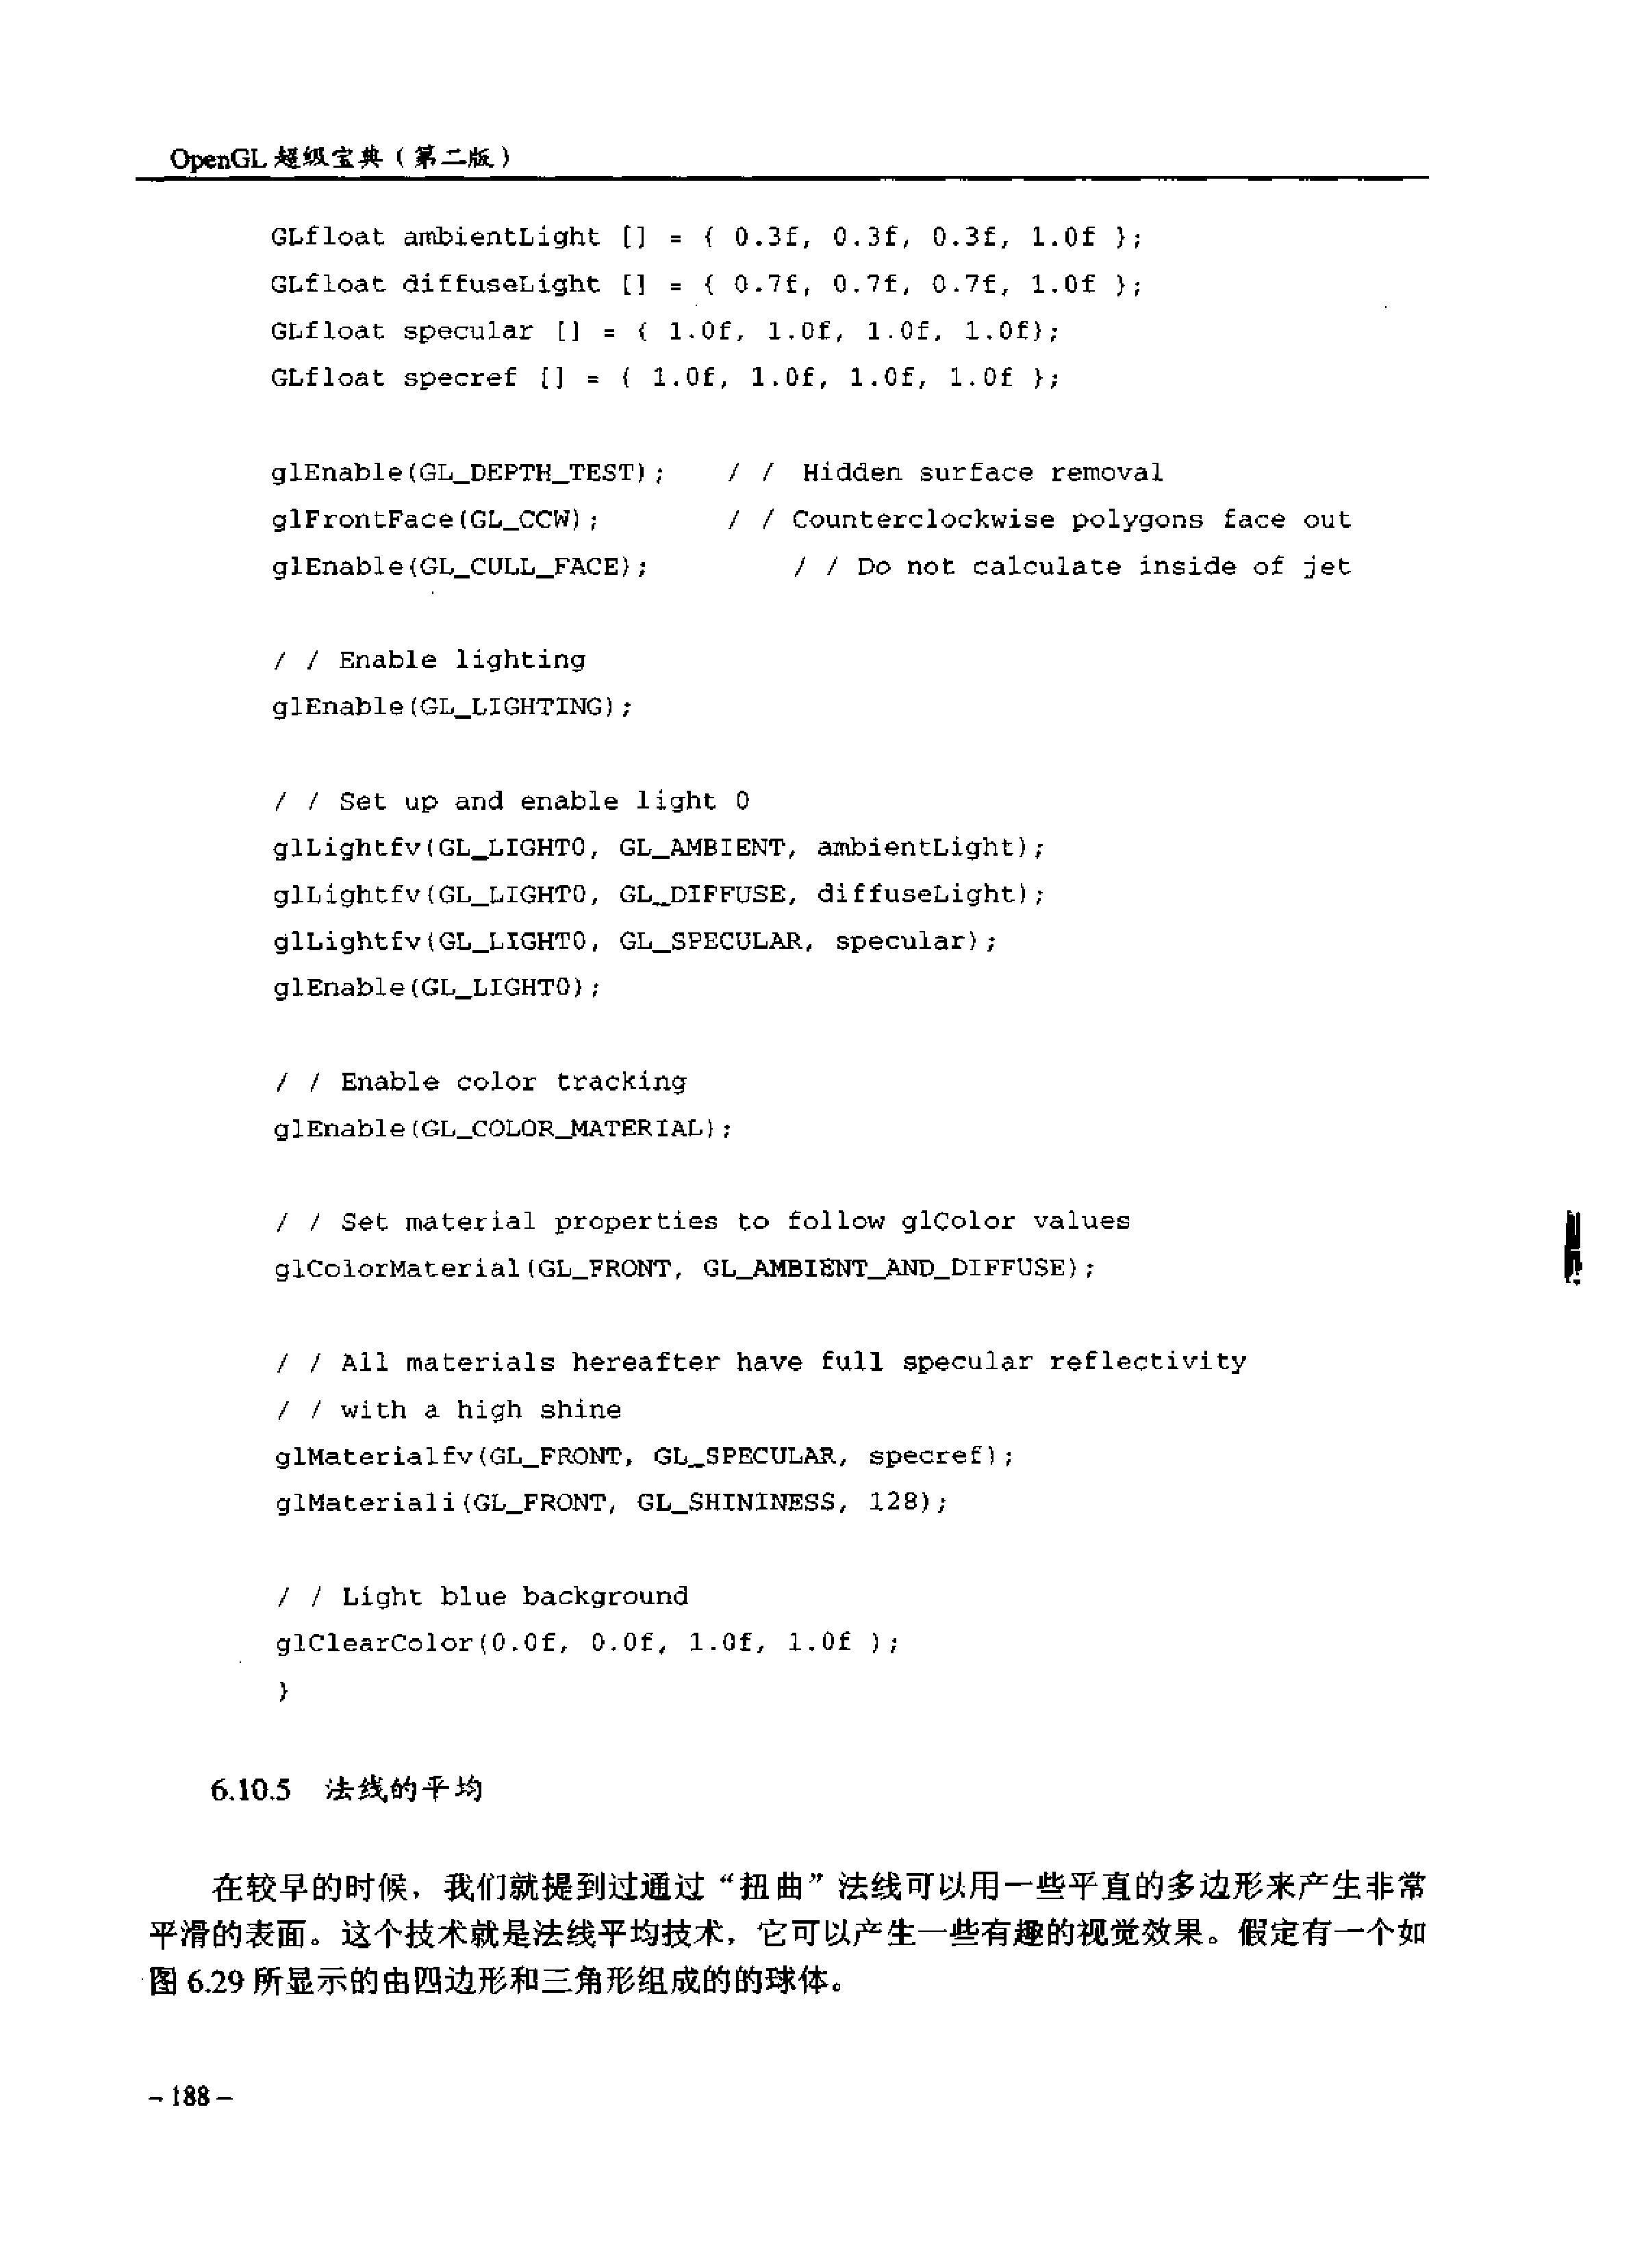 OpenGL 超级宝典（第二版）
GLfloat ambientLight [] = { 0.3f, 0.3f, 0.3f, 1.0f };
GLfloat diffuseLight [] = { 0.7f, 0.7f, 0.7f, 1.0f };
GLfloat specular [] = { 1.0f, 1.0f, 1.0f, 1.0f};
GLfloat specref [] = { 1.0f, 1.0f, 1.0f, 1.0f };
glEnable(GL_DEPTH_TEST); / / Hidden surface removal
glFrontFace(GL_CCW); / / Counterclockwise polygons face out
glEnable(GL_CULL_FACE); / / Do not calculate inside of jet
/ / Enable lighting
glEnable(GL_LIGHTING);
/ / Set up and enable light 0
glLightfv(GL_LIGHT0, GL_AMBIENT, ambientLight);
glLightfv(GL_LIGHT0, GL_DIFFUSE, diffuseLight);
glLightfv(GL_LIGHT0, GL_SPECULAR, specular);
glEnable(GL_LIGHT0);
/ / Enable color tracking
glEnable(GL_COLOR_MATERIAL);
/ / Set material properties to follow glColor values
glColorMaterial(GL_FRONT, GL_AMBIENT_AND_DIFFUSE);
/ / All materials hereafter have full specular reflectivity
/ / with a high shine
glMaterialfv(GL_FRONT, GL_SPECULAR, specref);
glMateriali(GL_FRONT, GL_SHININESS, 128);
/ / Light blue background
glClearColor(0.0f, 0.0f, 1.0f, 1.0f );
}
6.10.5 法线的平均
在较早的时候，我们就提到过通过“扭曲”法线可以用一些平直的多边形来产生非常
平滑的表面。这个技术就是法线平均技术，它可以产生一些有趣的视觉效果。假定有一个如
图 6.29 所显示的由四边形和三角形组成的的球体。
- 188 -